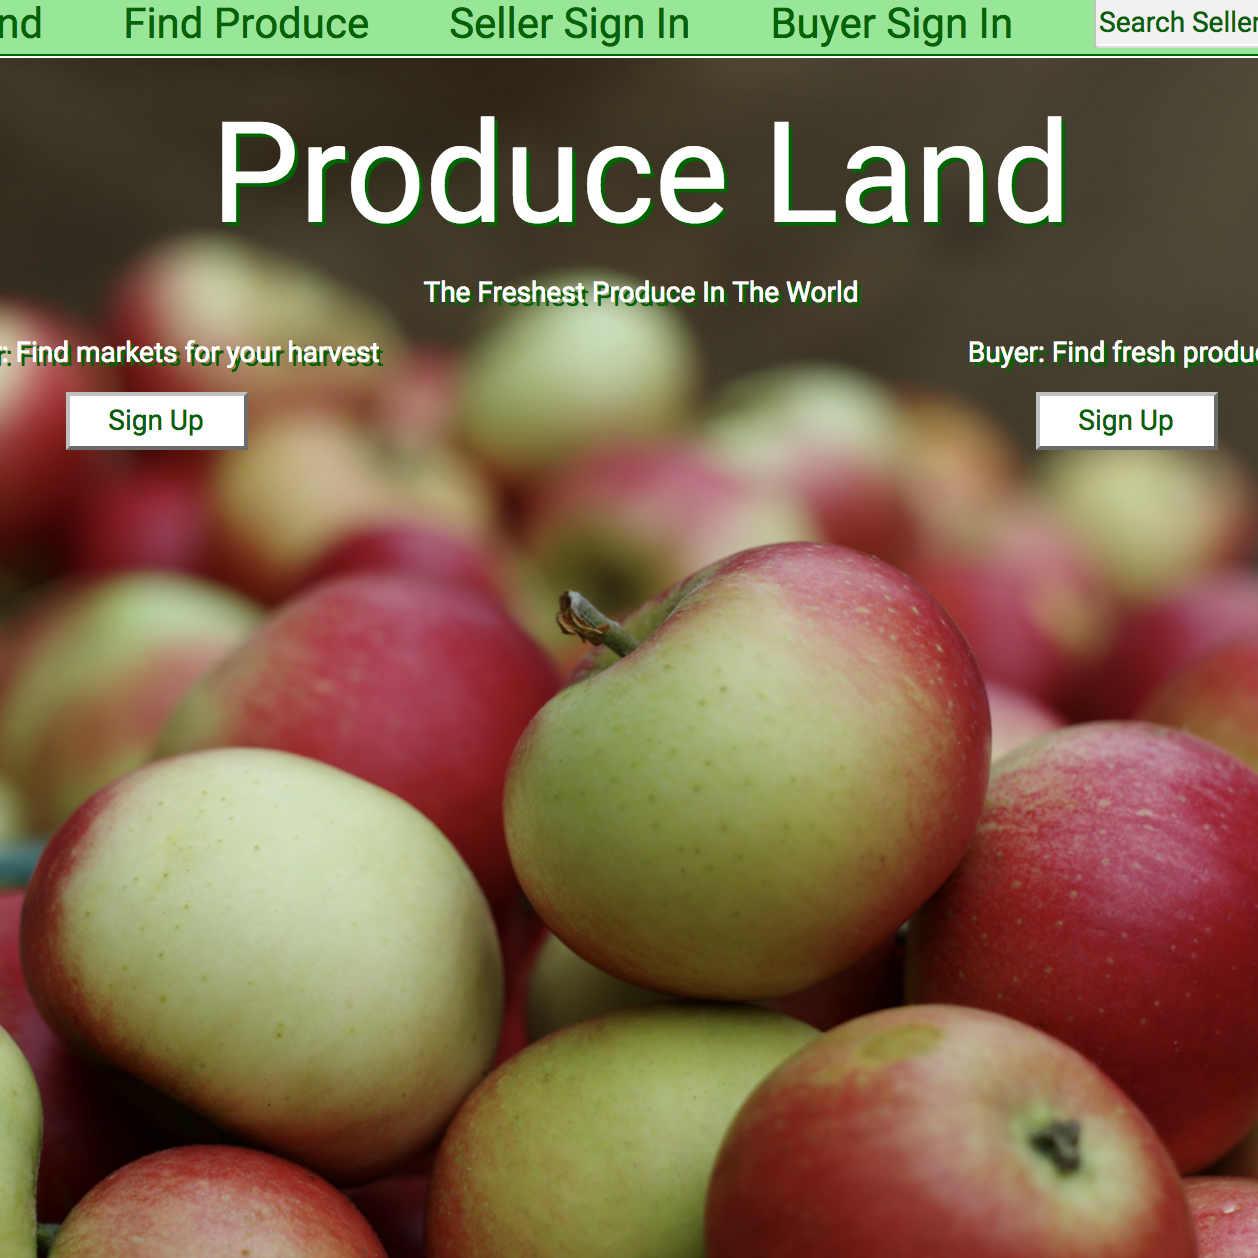 nd Find Produce Seller Sign In Buyer Sign In Search Seller
Produce Land
The Freshest Produce In The World
r: Find markets for your harvest
Buyer: Find fresh produc
Sign Up
Sign Up